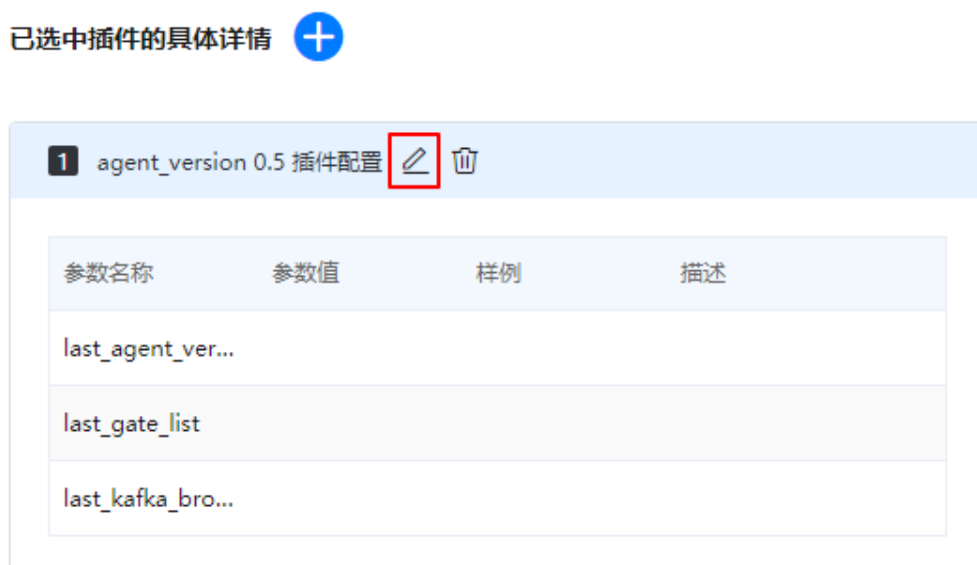 已选中插件的具体详情
1 agent_version 0.5 插件配置
参数名称 参数值 样例 描述
last_agent_ver...
last_gate_list
last_kafka_bro...